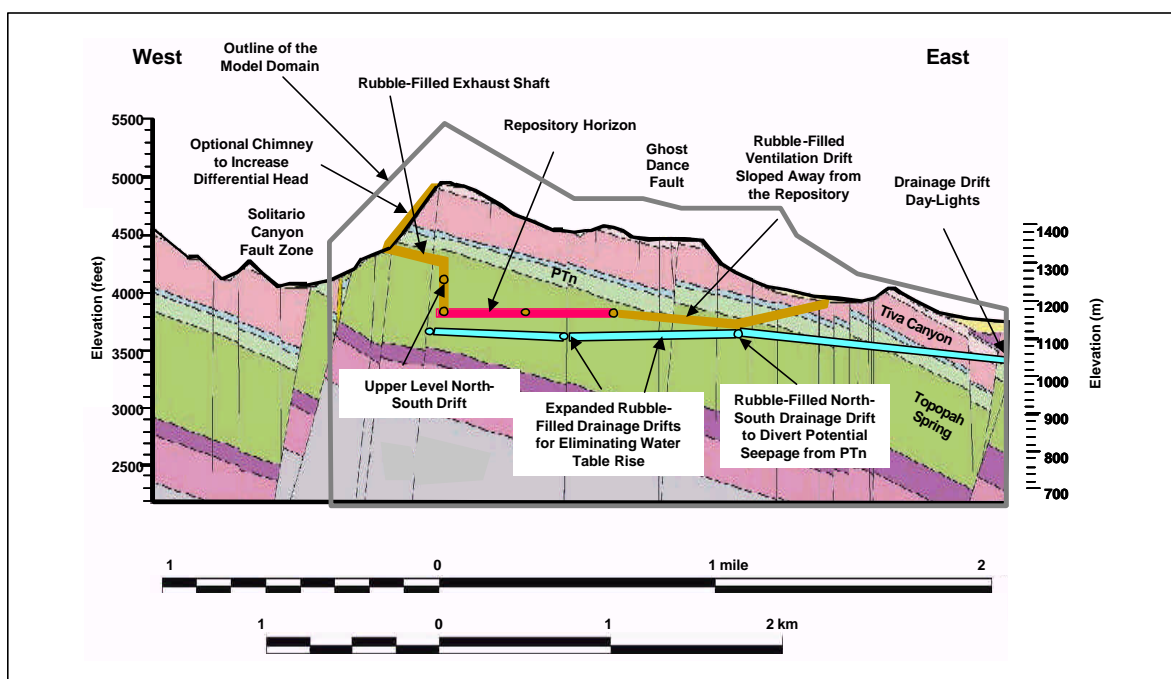 West
East
Outline of the
Model Domain
Rubble-Filled Exhaust Shaft
Optional Chimney
to Increase
Differential Head
Repository Horizon
Ghost
Dance
Fault
Rubble-Filled
Ventilation Drift
Sloped Away from
the Repository
Drainage Drift
Day-Lights
Solitario
Canyon
Fault Zone
Elevation (feet)
5500
5000
4500
4000
3500
3000
2500
PTn
Tiva Canyon
Topopah
Spring
Upper Level North-
South Drift
Expanded Rubble-
Filled Drainage Drifts
for Eliminating Water
Table Rise
Rubble-Filled North-
South Drainage Drift
to Divert Potential
Seepage from PTn
1400
1300
1200
1100
1000
900
800
700
Elevation (m)
1 0 1 mile 2
1 0 1 2 km